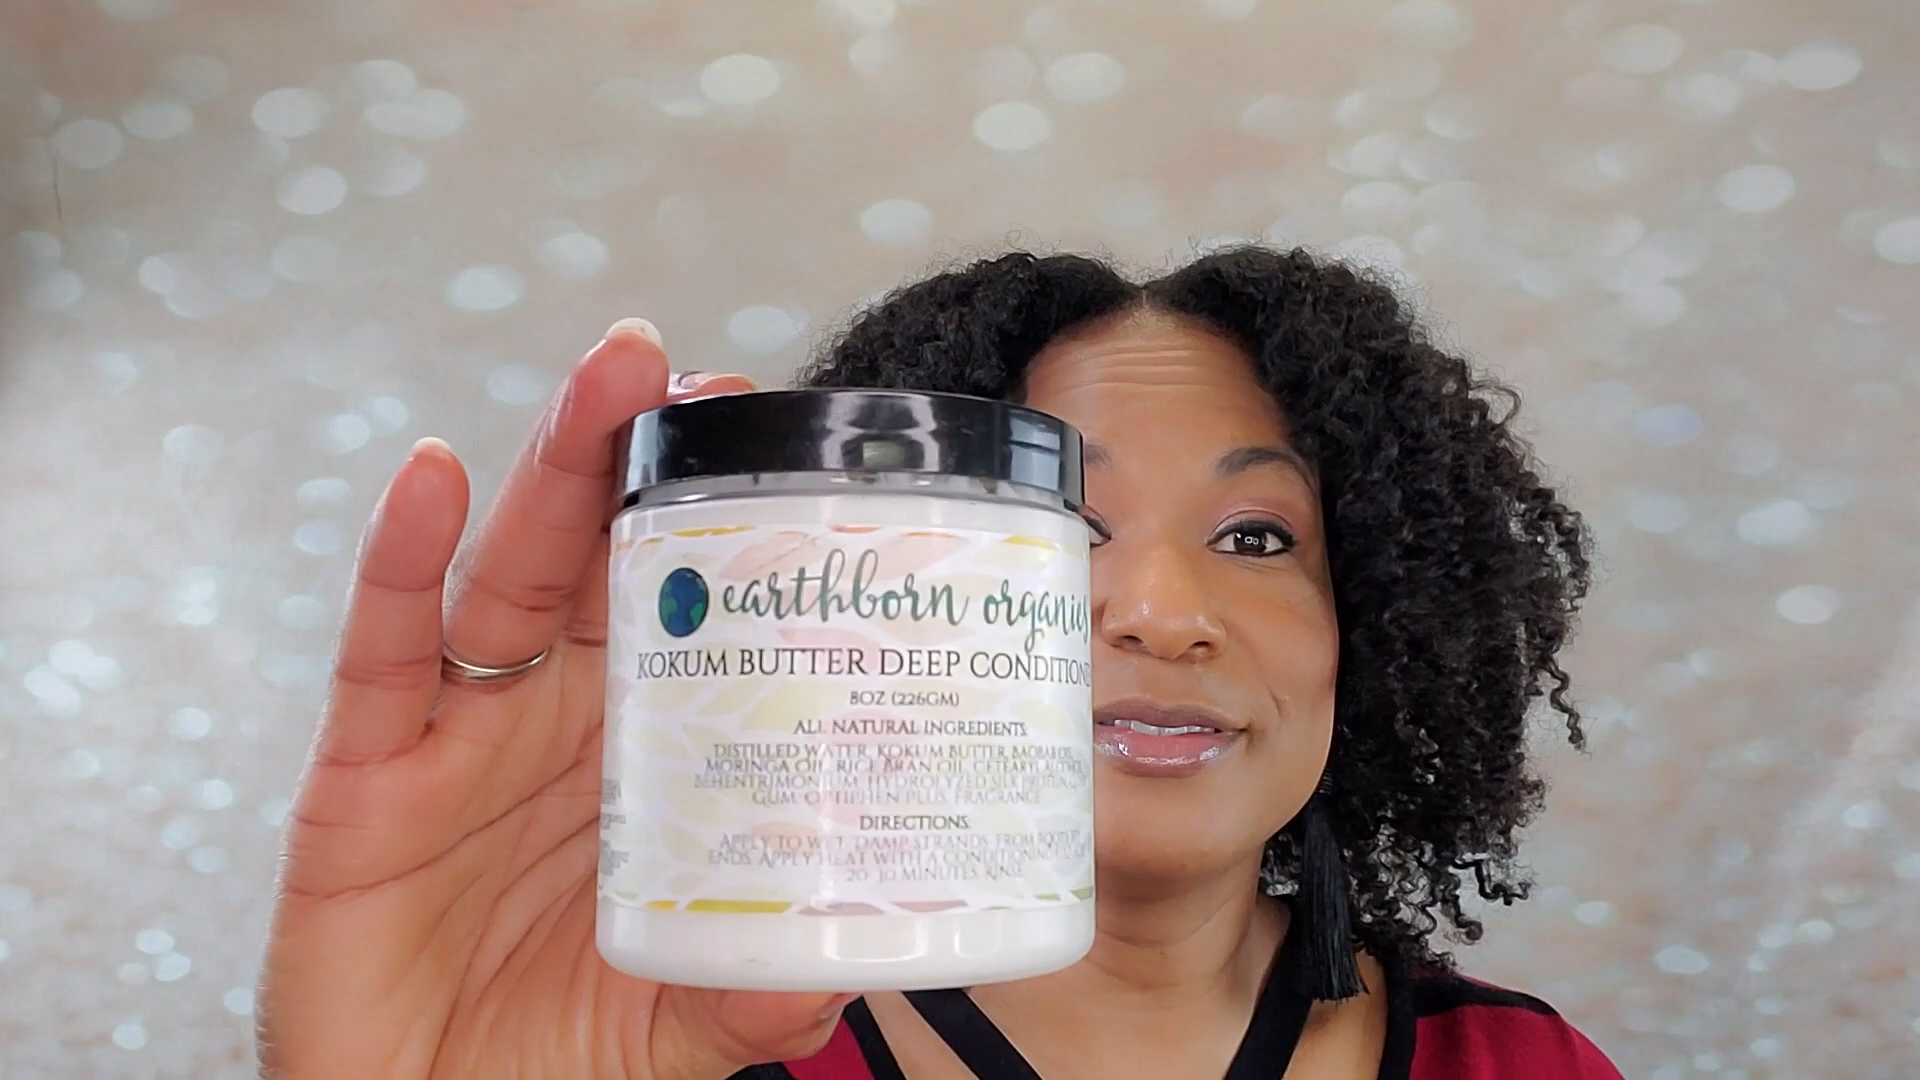 earthborn organics
KOKUM BUTTER DEEP CONDITIONE
8OZ (226GM)
ALL NATURAL INGREDIENTS:
DISTILLED WATER, KOKUM BUTTER, BAOBAB OIL,
MORINGA OIL, RICE BRAN OIL, CETEARYL ALCOHOL,
BEHENTRIMONIUM, HYDROLYZED SILK PROTEIN,
GUM, OPTIPHEN PLUS, FRAGRANCE
DIRECTIONS:
APPLY TO WET, DAMP STRANDS, FROM ROOTS TO
ENDS. APPLY HEAT WITH A CONDITIONING
20-30 MINUTES. RINSE